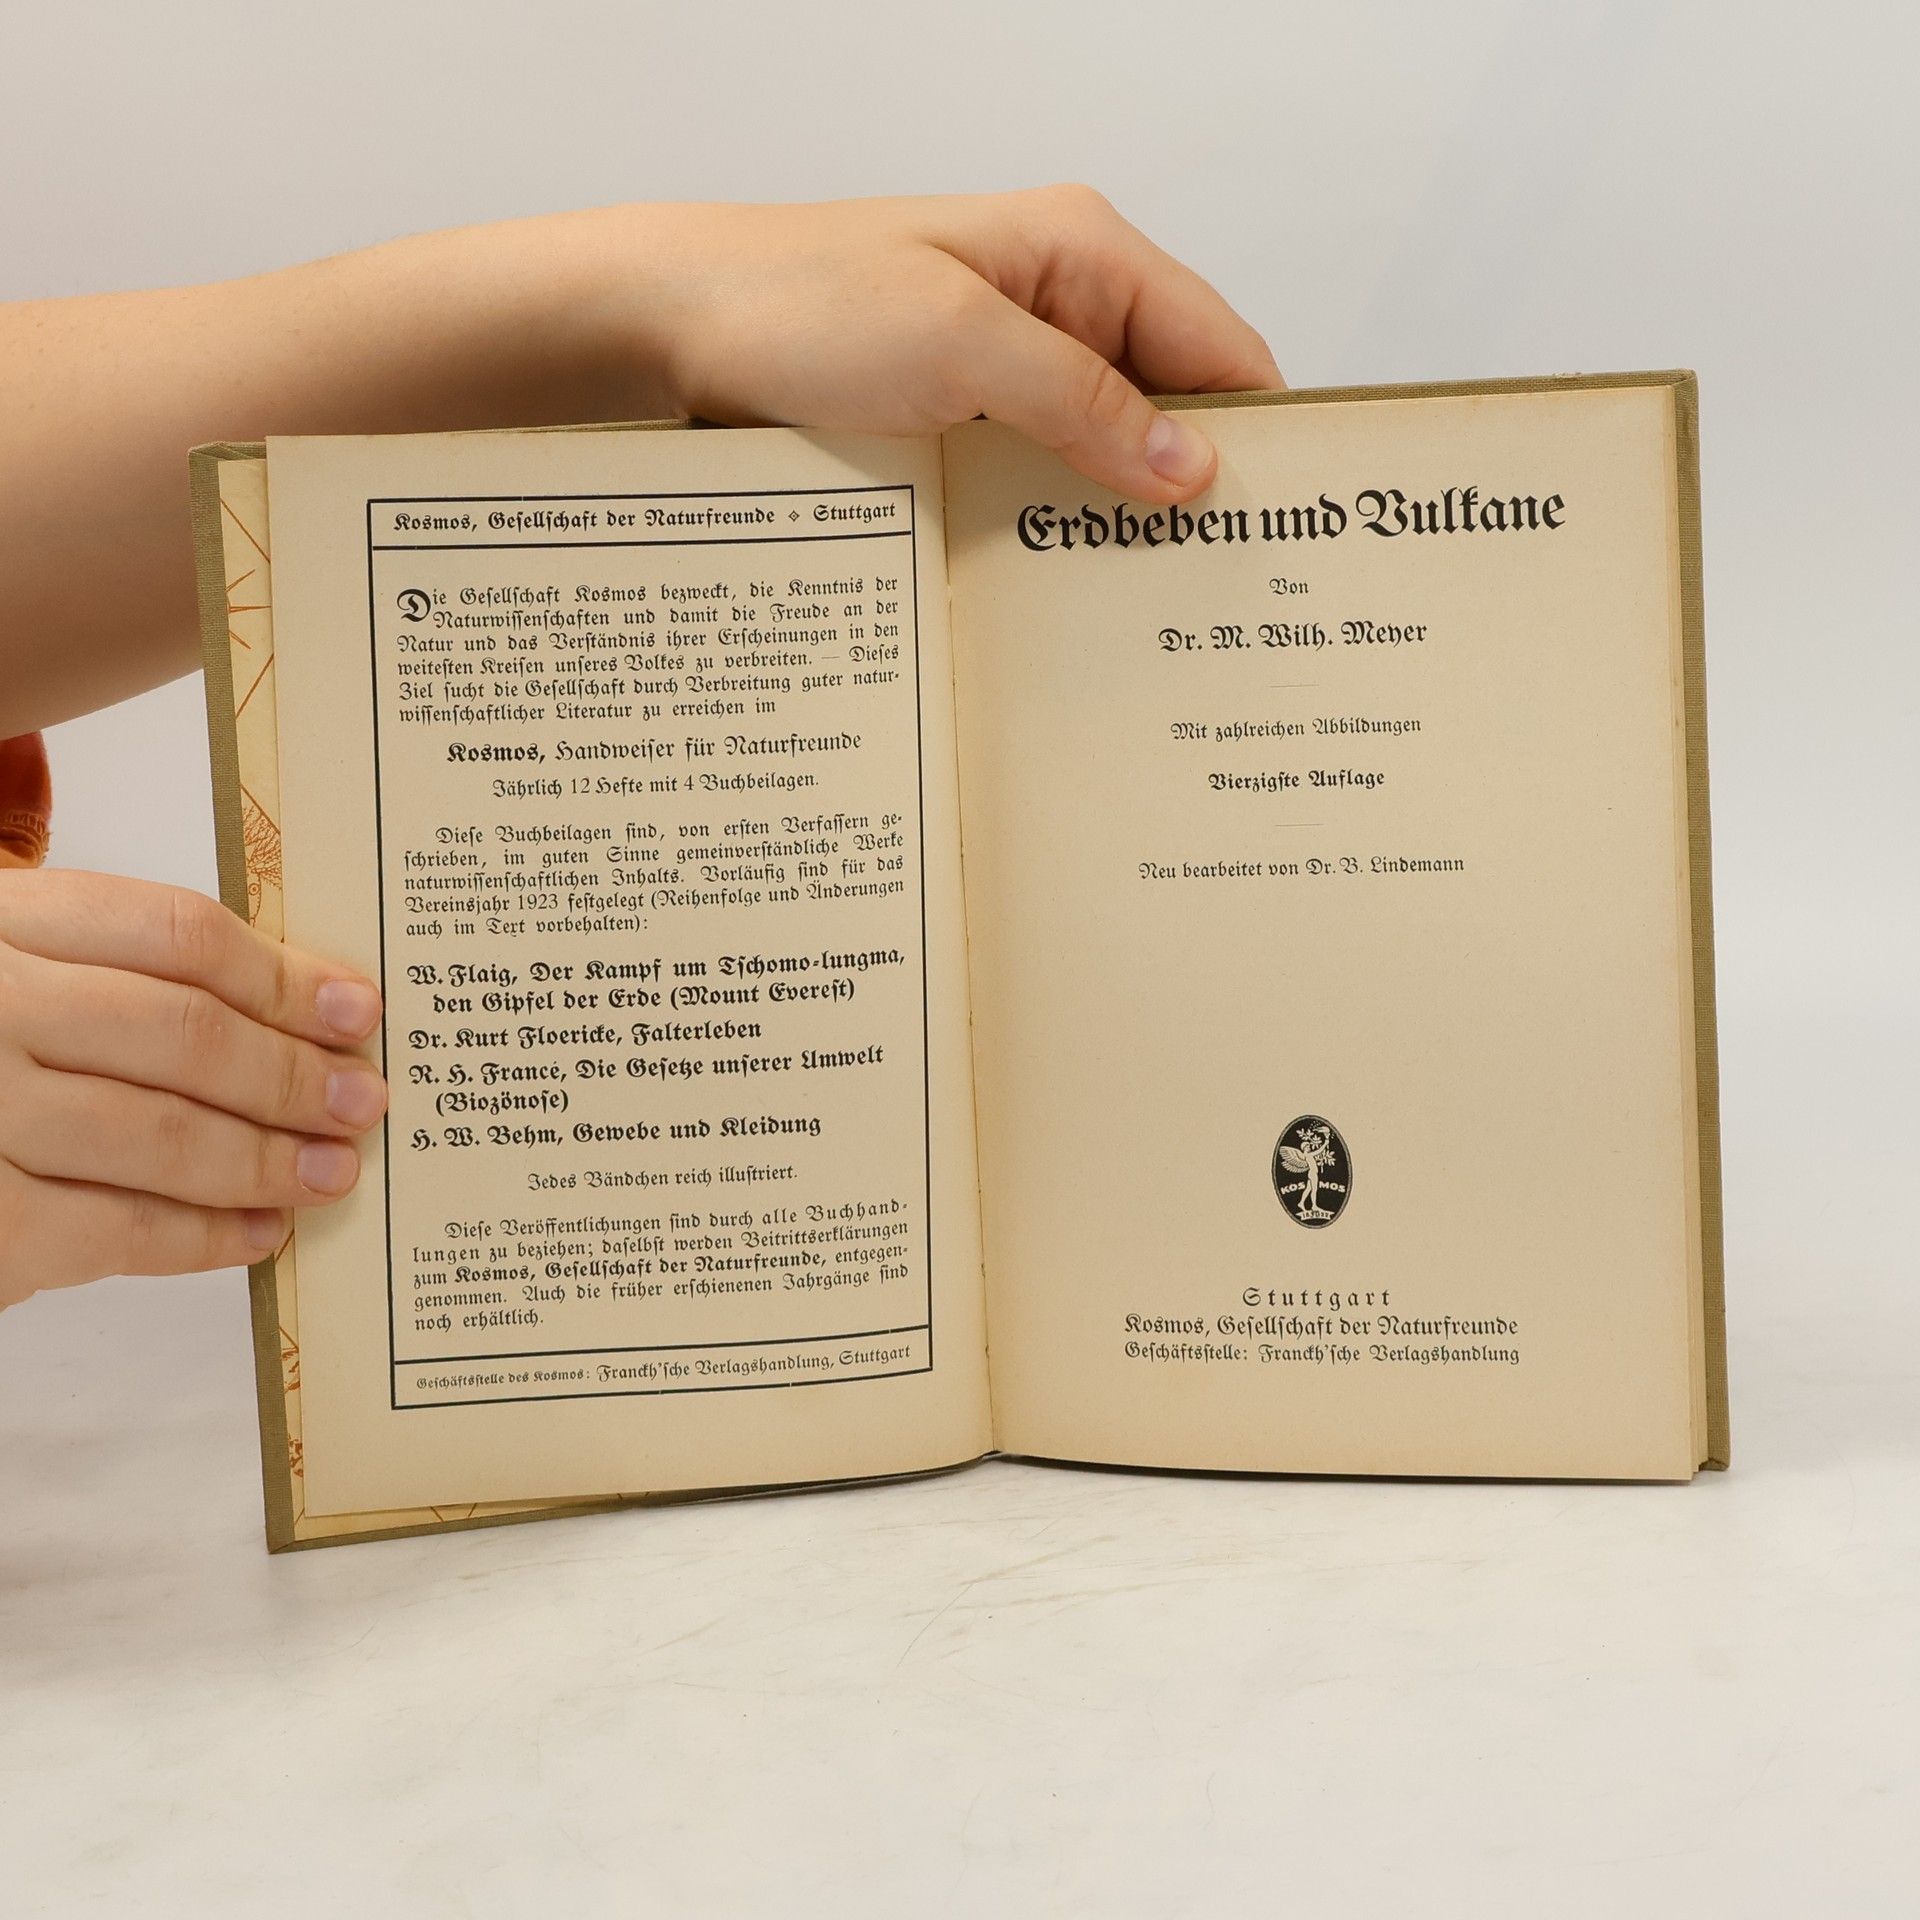 Kosmos, Geſellſchaft der Naturfreunde ⟐ Stuttgart
Die Geſellſchaft Kosmos bezweckt, die Kenntnis der
Naturwiſſenſchaften und damit die Freude an der
Natur und das Verſtändnis ihrer Erſcheinungen in den
weiteſten Kreiſen unſeres Volkes zu verbreiten. — Dieſes
Ziel ſucht die Geſellſchaft durch Verbreitung guter natur-
wiſſenſchaftlicher Literatur zu erreichen im
Kosmos, Handweiſer für Naturfreunde
Jährlich 12 Hefte mit 4 Buchbeilagen.
Dieſe Buchbeilagen ſind, von erſten Verfaſſern ge-
ſchrieben, im guten Sinne gemeinverſtändliche Werke
naturwiſſenſchaftlichen Inhalts. Vorläufig ſind für das
Vereinsjahr 1923 feſtgelegt (Reihenfolge und Änderungen
auch im Text vorbehalten):
W. Flaig, Der Kampf um Tſchomo-lungma,
den Gipfel der Erde (Mount Evereſt)
Dr. Kurt Floericke, Falterleben
R. H. Francé, Die Geſetze unſerer Umwelt
(Biozönoſe)
H. W. Behm, Gewebe und Kleidung
Jedes Bändchen reich illuſtriert.
Dieſe Veröffentlichungen ſind durch alle Buchhand-
lungen zu beziehen; daſelbſt werden Beitrittserklärungen
zum Kosmos, Geſellſchaft der Naturfreunde, entgegen-
genommen. Auch die früher erſchienenen Jahrgänge ſind
noch erhältlich.
Geſchäftsſtelle des Kosmos: Franckh'ſche Verlagshandlung, Stuttgart
Erdbeben und Vulkane
Von
Dr. M. Wilh. Meyer
Mit zahlreichen Abbildungen
Vierzigſte Auflage
Neu bearbeitet von Dr. B. Lindemann
KOSMOS
Stuttgart
Kosmos, Geſellſchaft der Naturfreunde
Geſchäftsſtelle: Franckh'ſche Verlagshandlung